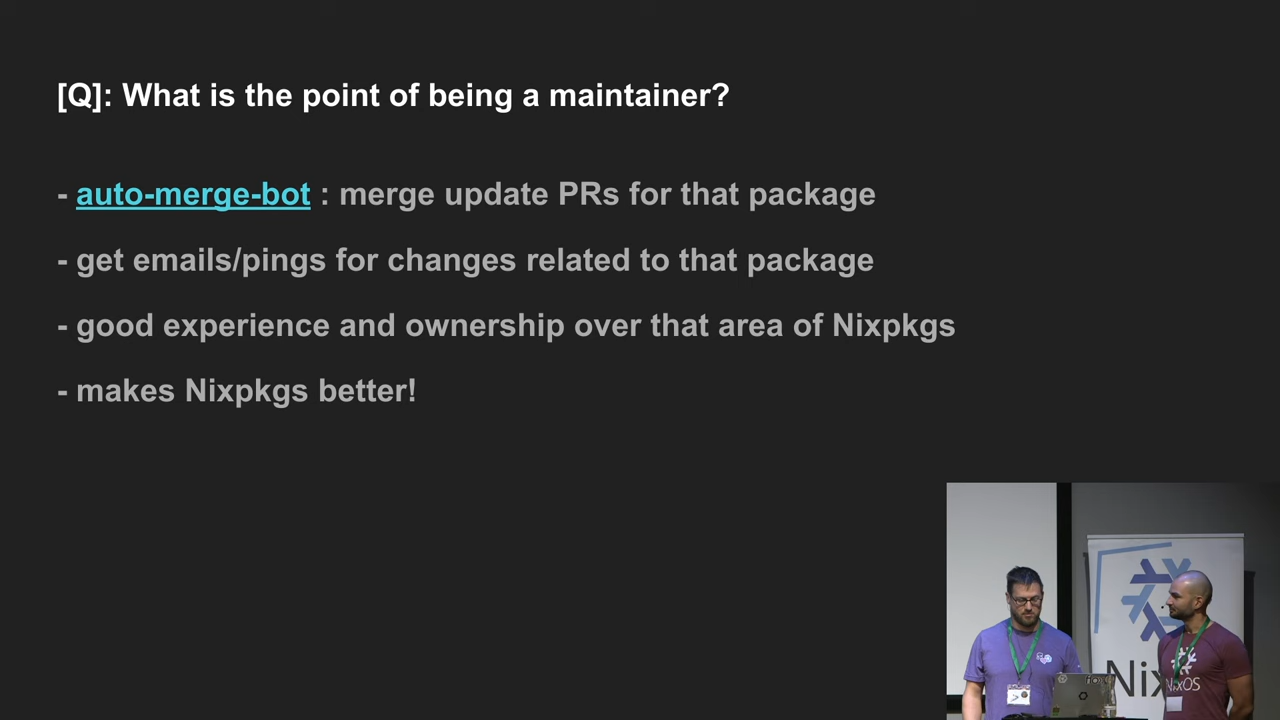 [Q]: What is the point of being a maintainer?
- auto-merge-bot : merge update PRs for that package
- get emails/pings for changes related to that package
- good experience and ownership over that area of Nixpkgs
- makes Nixpkgs better!
Nix
NixOS